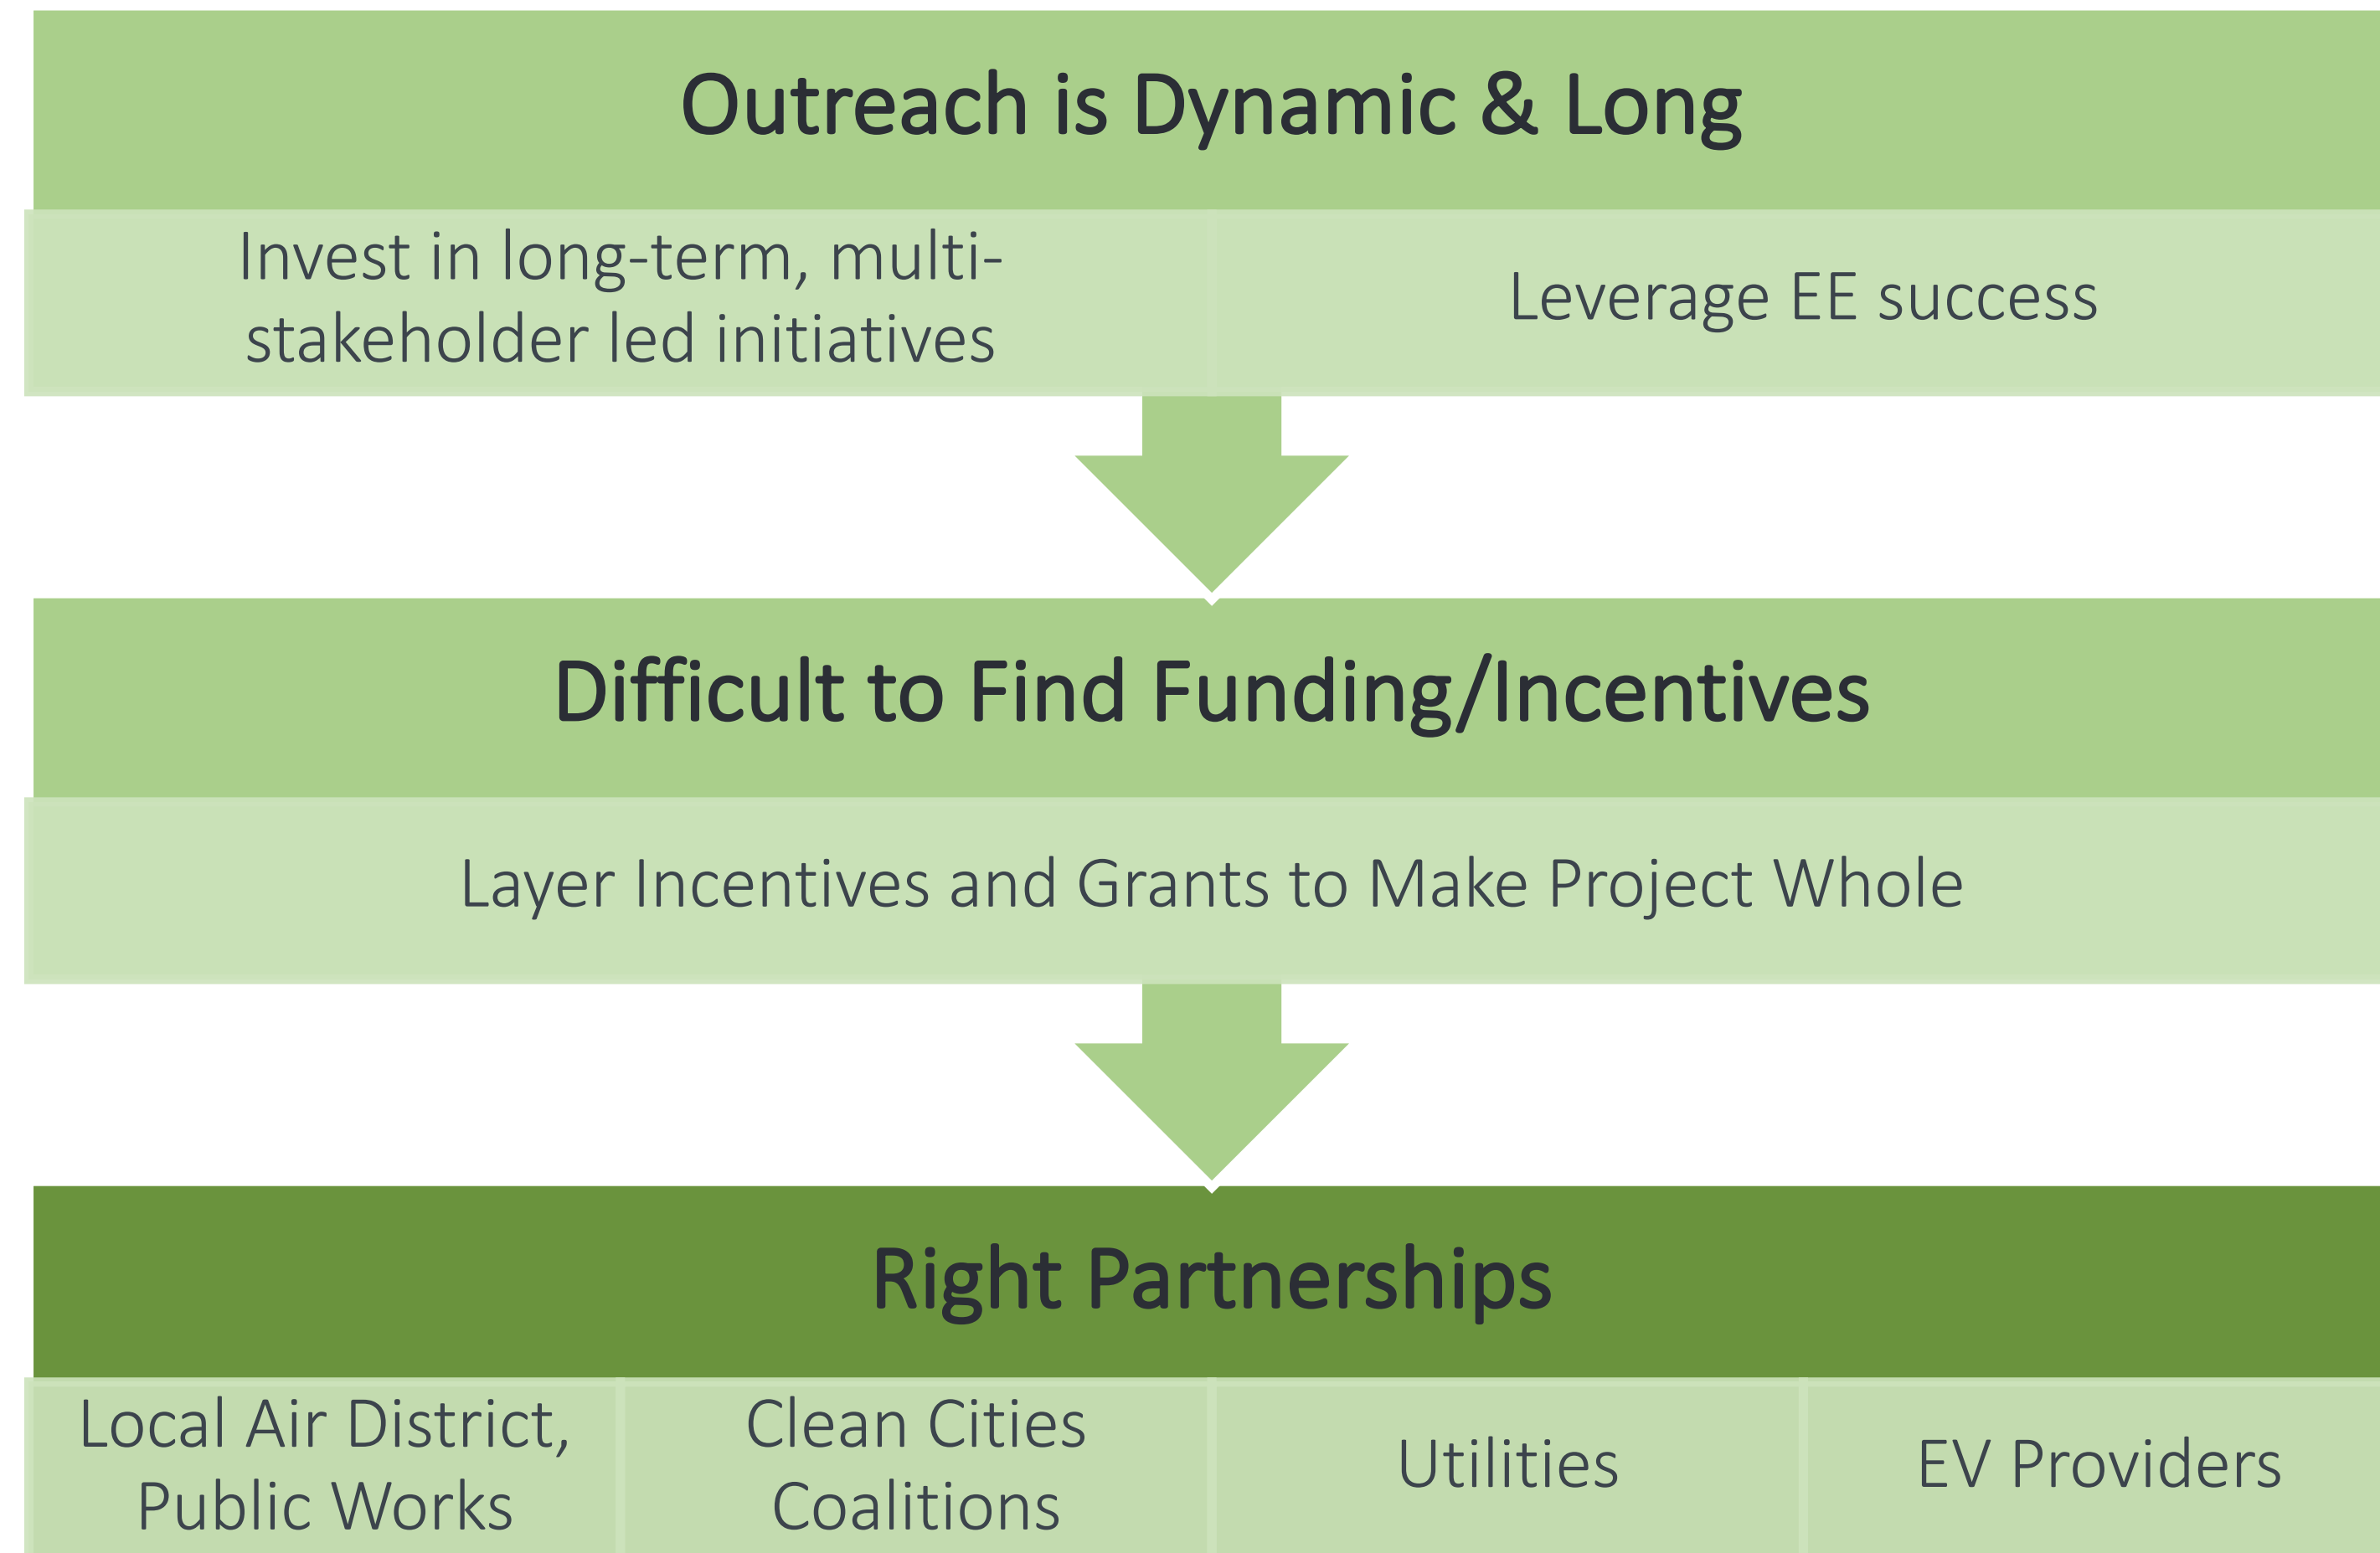 Outreach is Dynamic & Long
Invest in long-term, multi-
stakeholder led initiatives
Leverage EE success
Difficult to Find Funding/Incentives
Layer Incentives and Grants to Make Project Whole
Right Partnerships
Local Air District,
Public Works
Clean Cities
Coalitions
Utilities
EV Providers